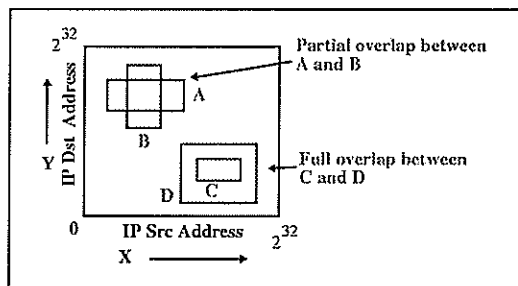 2^32
Partial overlap between
A and B
A
B
Y
IP Dst Address
Full overlap between
C and D
C
D
0
IP Src Address
2^32
X